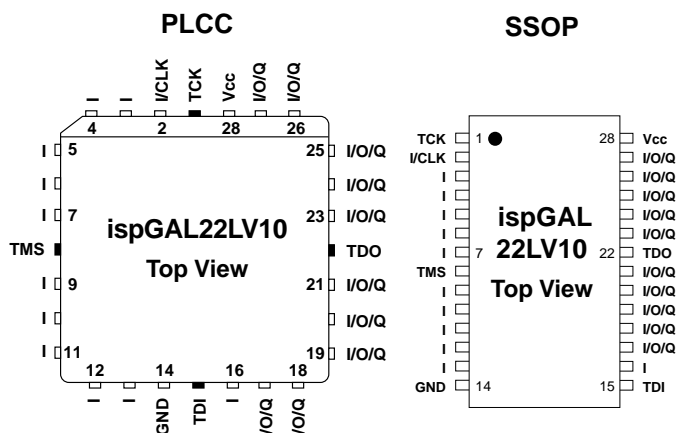 PLCC
I
I
I/CLK
TCK
Vcc
I/O/Q
I/O/Q
4
2
28
26
I
5
25
I/O/Q
I
I/O/Q
I
7
23
I/O/Q
ispGAL22LV10
TMS
TDO
Top View
I
9
21
I/O/Q
I
I/O/Q
I
11
19
I/O/Q
12
14
16
18
I
I
GND
TDI
I
I/O/Q
I/O/Q
SSOP
TCK
1
28
Vcc
I/CLK
I/O/Q
I
I/O/Q
I
I/O/Q
I
I/O/Q
I
I/O/Q
ispGAL
22LV10
I
7
22
TDO
TMS
I/O/Q
Top View
I
I/O/Q
I
I/O/Q
I
I/O/Q
I
I/O/Q
I
I
GND
14
15
TDI